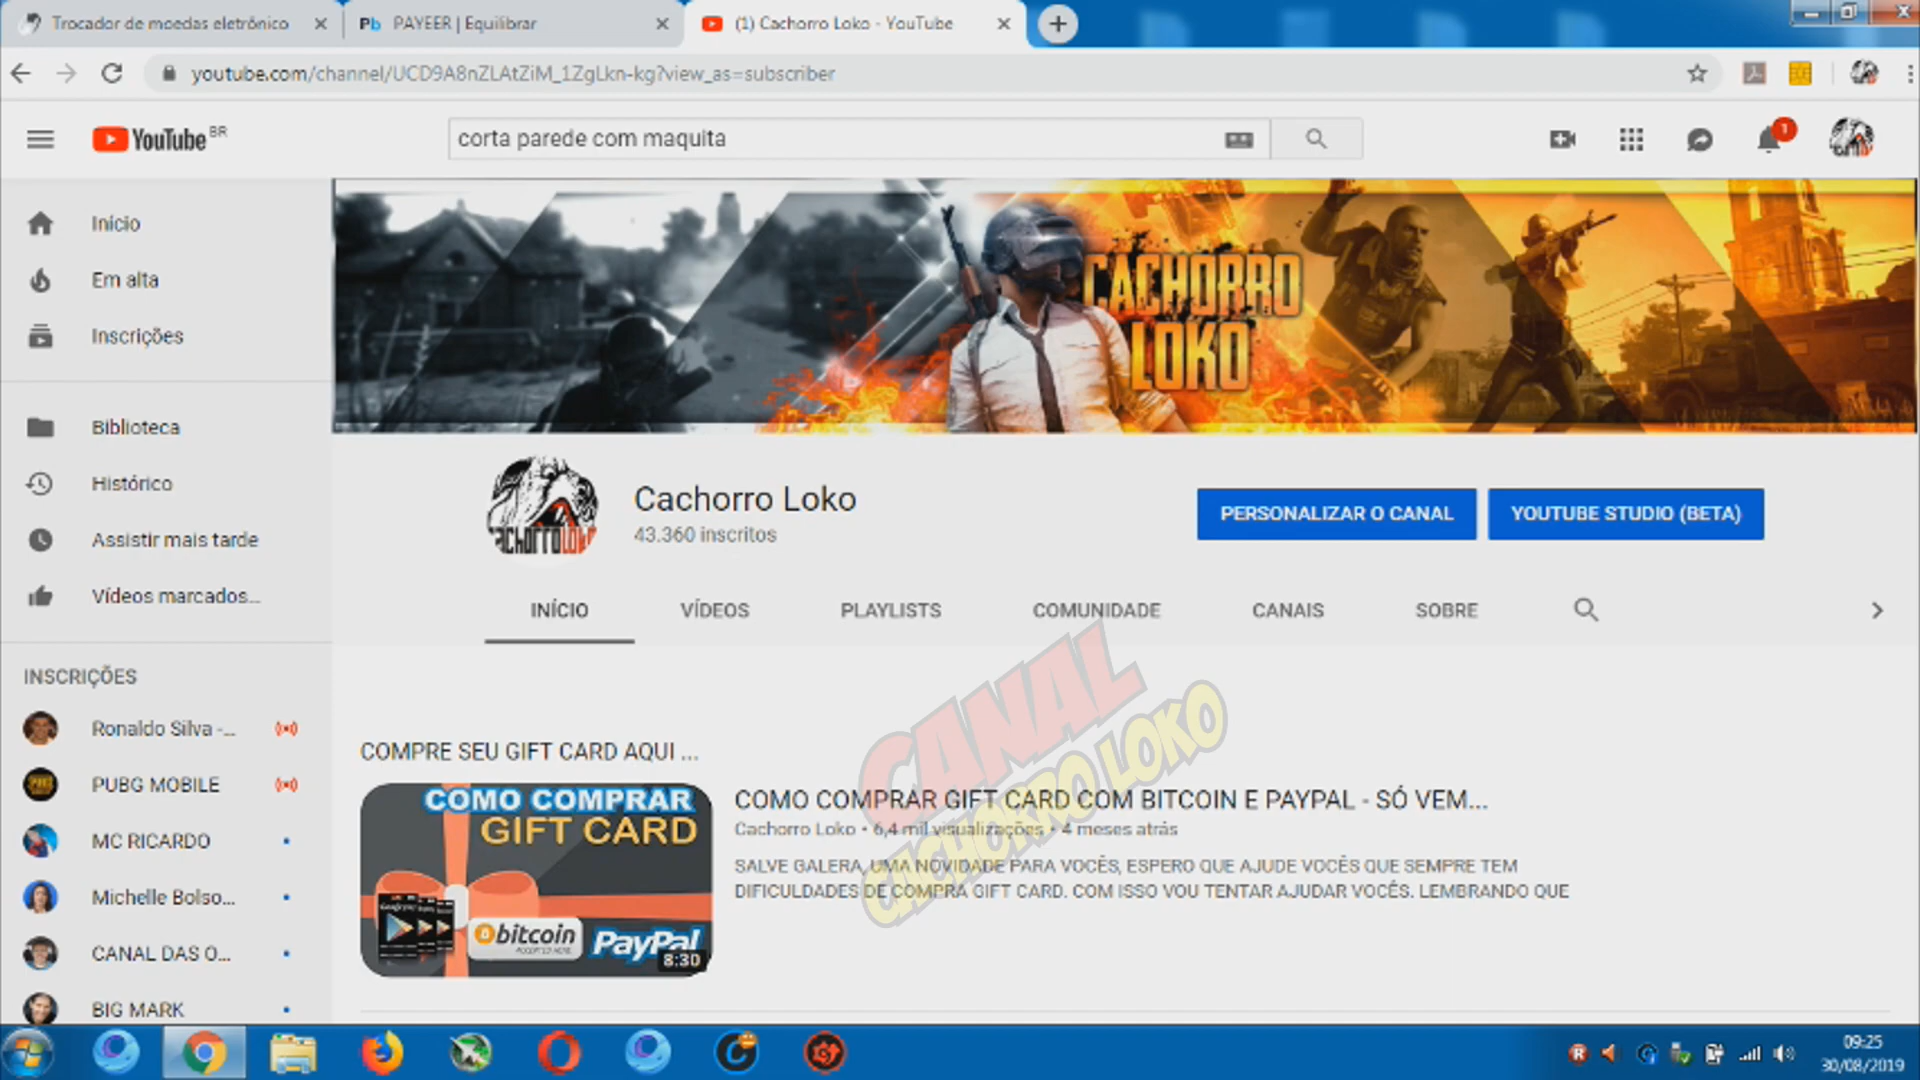 Trocador de moedas eletrônico
Pb PAYEER | Equilibrar
(1) Cachorro Loko - YouTube
youtube.com/channel/UCD9A8nZLAtZiM_1ZgLkn-kg?view_as=subscriber
YouTube BR
corta parede com maquita
1
Início
Em alta
Inscrições
Biblioteca
Histórico
Assistir mais tarde
Vídeos marcados...
INSCRIÇÕES
Ronaldo Silva -...
PUBG MOBILE
MC RICARDO
Michelle Bolso...
CANAL DAS O...
BIG MARK
CACHORRO
LOKO
CACHORROLOKO
Cachorro Loko
43.360 inscritos
PERSONALIZAR O CANAL
YOUTUBE STUDIO (BETA)
INÍCIO
VÍDEOS
PLAYLISTS
COMUNIDADE
CANAIS
SOBRE
CANAL
CACHORRO LOKO
COMPRE SEU GIFT CARD AQUI ...
COMO COMPRAR
GIFT CARD
bitcoin
PayPal
8:30
COMO COMPRAR GIFT CARD COM BITCOIN E PAYPAL - SÓ VEM...
Cachorro Loko • 6,4 mil visualizações • 4 meses atrás
SALVE GALERA, UMA NOVIDADE PARA VOCÊS, ESPERO QUE AJUDE VOCÊS QUE SEMPRE TEM
DIFICULDADES DE COMPRA GIFT CARD. COM ISSO VOU TENTAR AJUDAR VOCÊS. LEMBRANDO QUE
09:25
30/08/2019